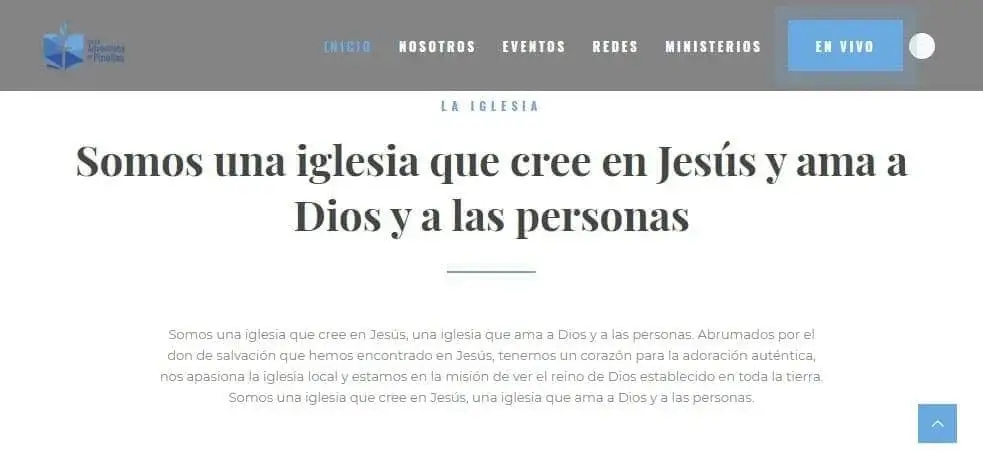 Adventista
de Pinellas
INICIO NOSOTROS EVENTOS REDES MINISTERIOS EN VIVO
LA IGLESIA
Somos una iglesia que cree en Jesús y ama a
Dios y a las personas
Somos una iglesia que cree en Jesús, una iglesia que ama a Dios y a las personas. Abrumados por el
don de salvación que hemos encontrado en Jesús, tenemos un corazón para la adoración auténtica,
nos apasiona la iglesia local y estamos en la misión de ver el reino de Dios establecido en toda la tierra.
Somos una iglesia que cree en Jesús, una iglesia que ama a Dios y a las personas.